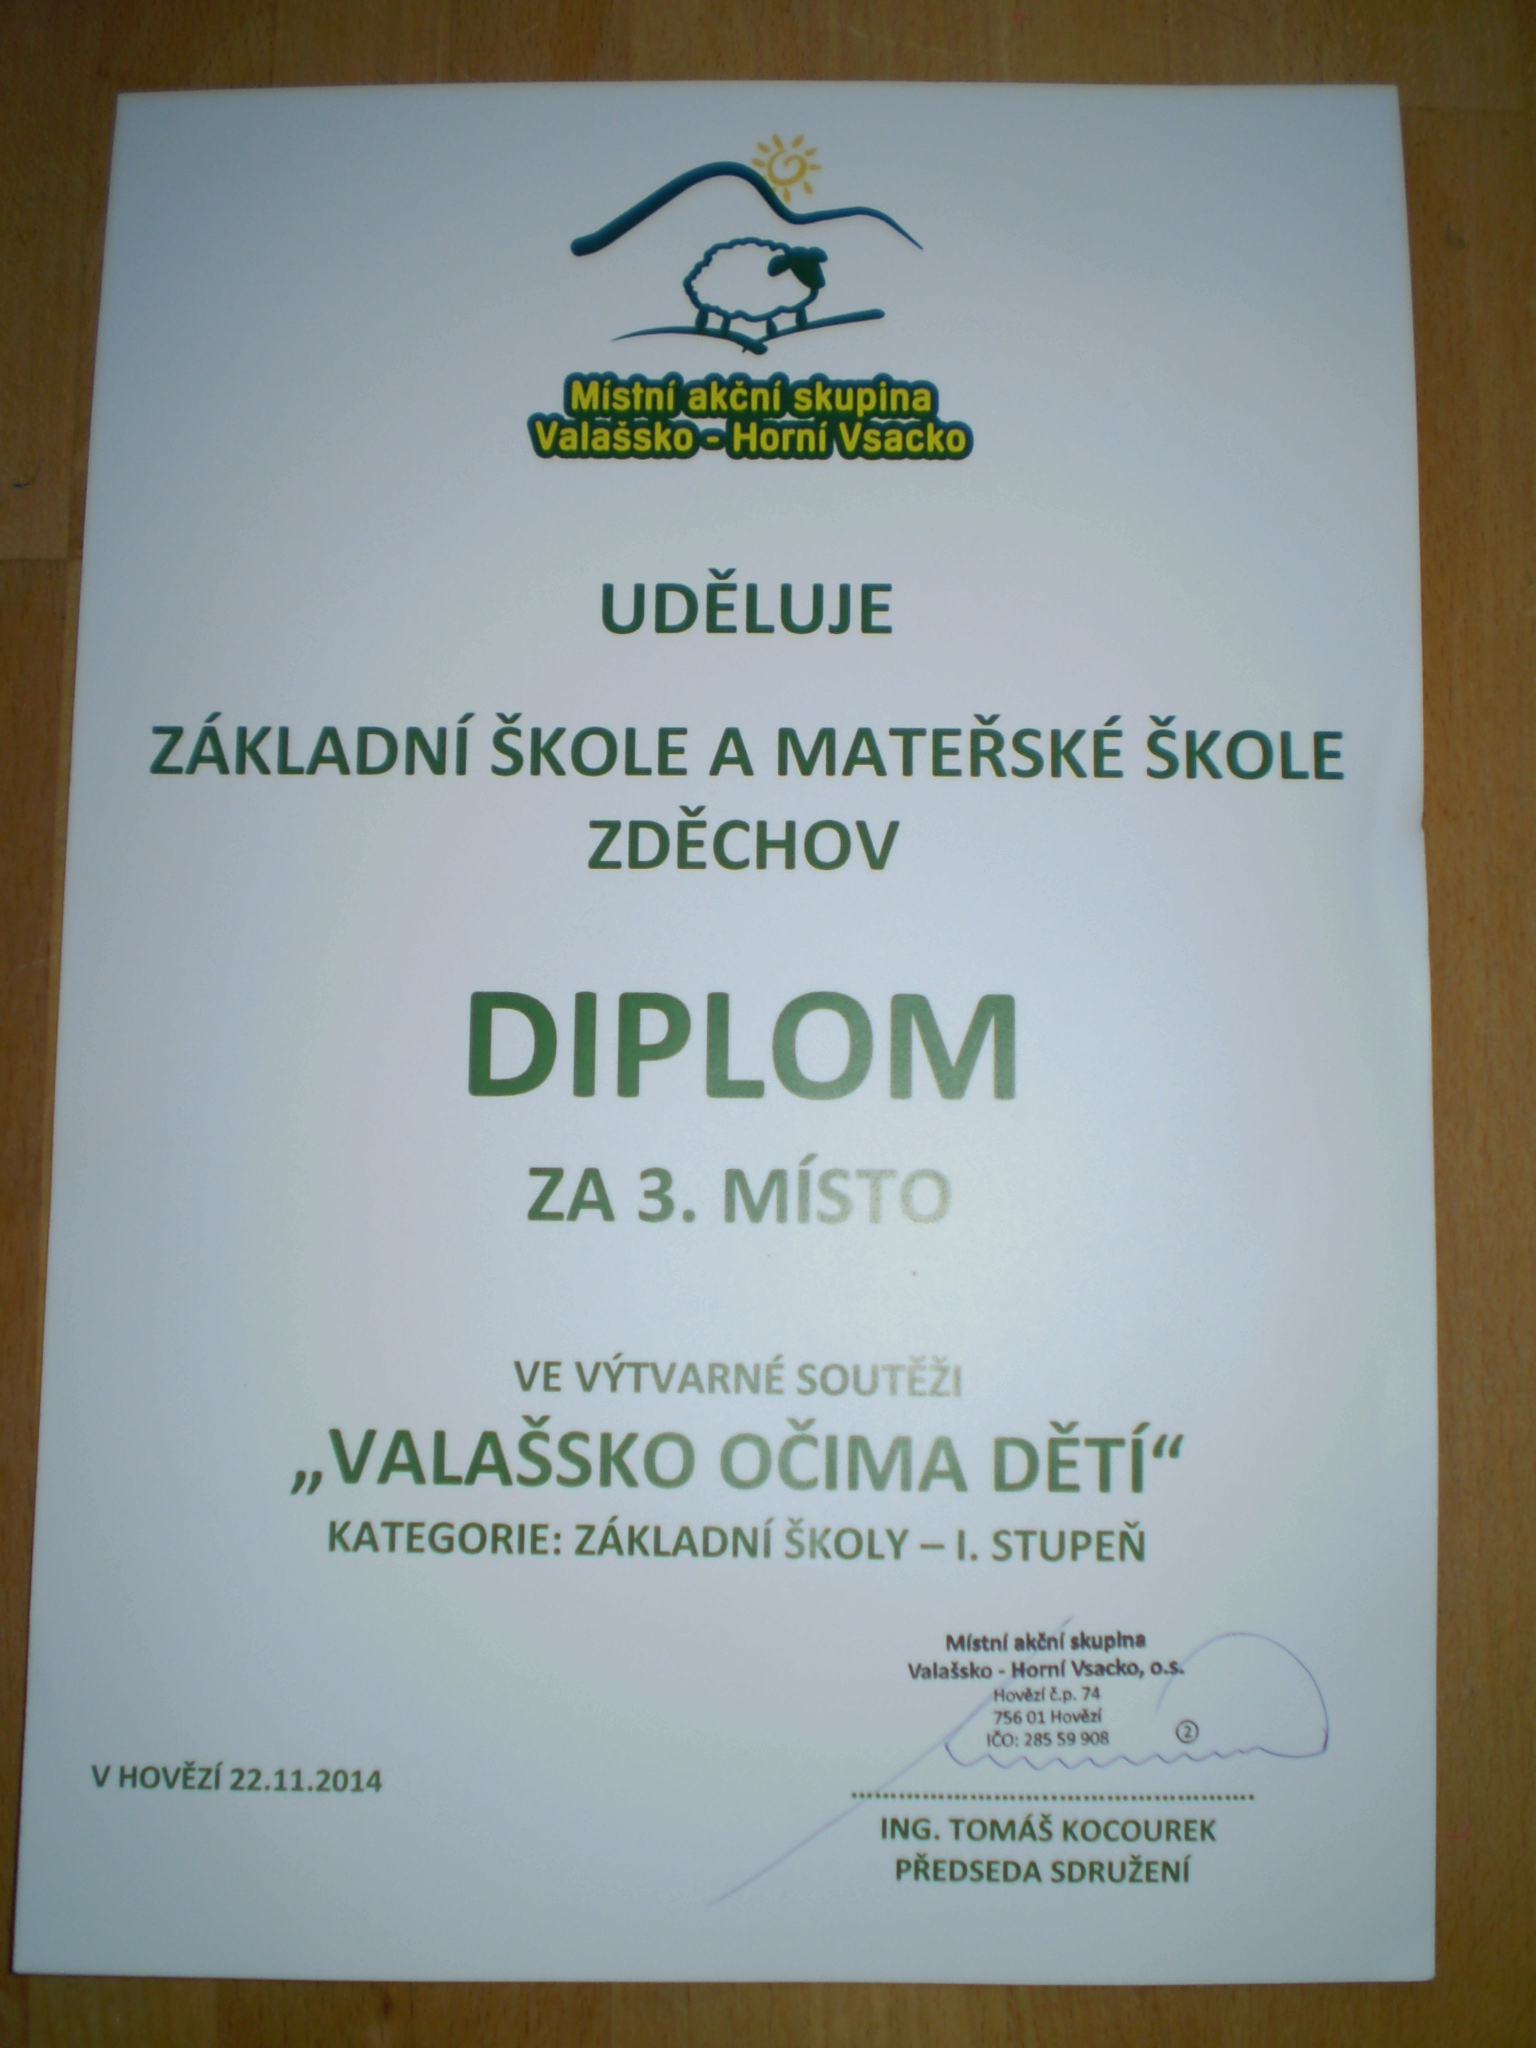 Místní akční skupina
Valašsko - Horní Vsacko
UDĚLUJE
ZÁKLADNÍ ŠKOLE A MATEŘSKÉ ŠKOLE
ZDĚCHOV
DIPLOM
ZA 3. MÍSTO
VE VÝTVARNÉ SOUTĚŽI
„VALAŠSKO OČIMA DĚTÍ“
KATEGORIE: ZÁKLADNÍ ŠKOLY – I. STUPEŇ
Místní akční skupina
Valašsko - Horní Vsacko, o.s.
Hovězí č.p. 74
756 01 Hovězí
IČO: 285 59 908 2
V HOVĚZÍ 22.11.2014
ING. TOMÁŠ KOCOUREK
PŘEDSEDA SDRUŽENÍ